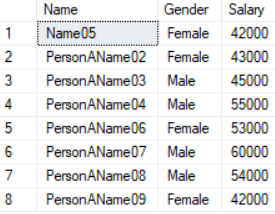 Name Gender Salary
1 Name05 Female 42000
2 PersonAName02 Female 43000
3 PersonAName03 Male 45000
4 PersonAName04 Male 55000
5 PersonAName06 Female 53000
6 PersonAName07 Male 60000
7 PersonAName08 Male 54000
8 PersonAName09 Female 42000